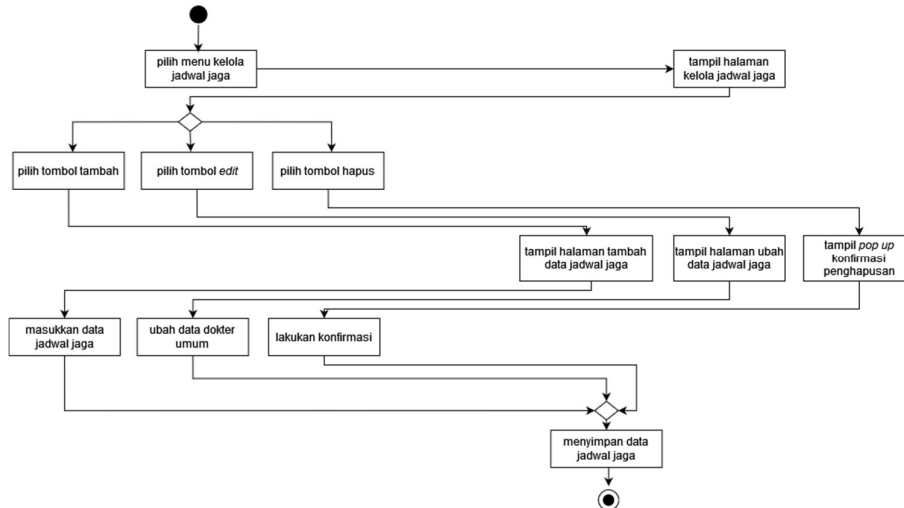 pilih menu kelola
jadwal jaga
tampil halaman
kelola jadwal jaga
pilih tombol tambah
pilih tombol edit
pilih tombol hapus
tampil halaman tambah
data jadwal jaga
tampil halaman ubah
data jadwal jaga
tampil pop up
konfirmasi
penghapusan
masukkan data
jadwal jaga
ubah data dokter
umum
lakukan konfirmasi
menyimpan data
jadwal jaga